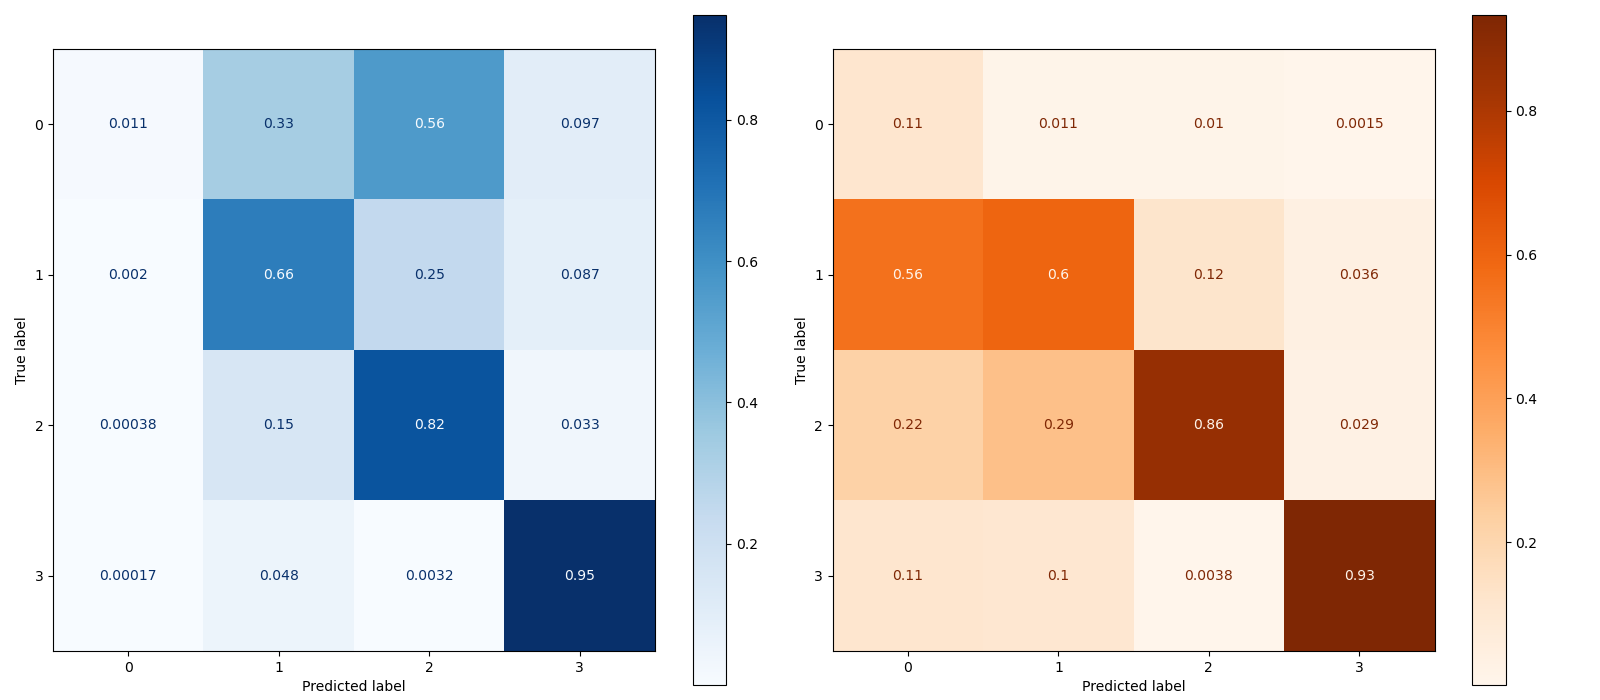 0 0.011 0.33 0.56 0.097
1 0.002 0.66 0.25 0.087
2 0.00038 0.15 0.82 0.033
3 0.00017 0.048 0.0032 0.95
0 1 2 3
Predicted label
True label
0.8
0.6
0.4
0.2
0 0.11 0.011 0.01 0.0015
1 0.56 0.6 0.12 0.036
2 0.22 0.29 0.86 0.029
3 0.11 0.1 0.0038 0.93
0 1 2 3
Predicted label
True label
0.8
0.6
0.4
0.2